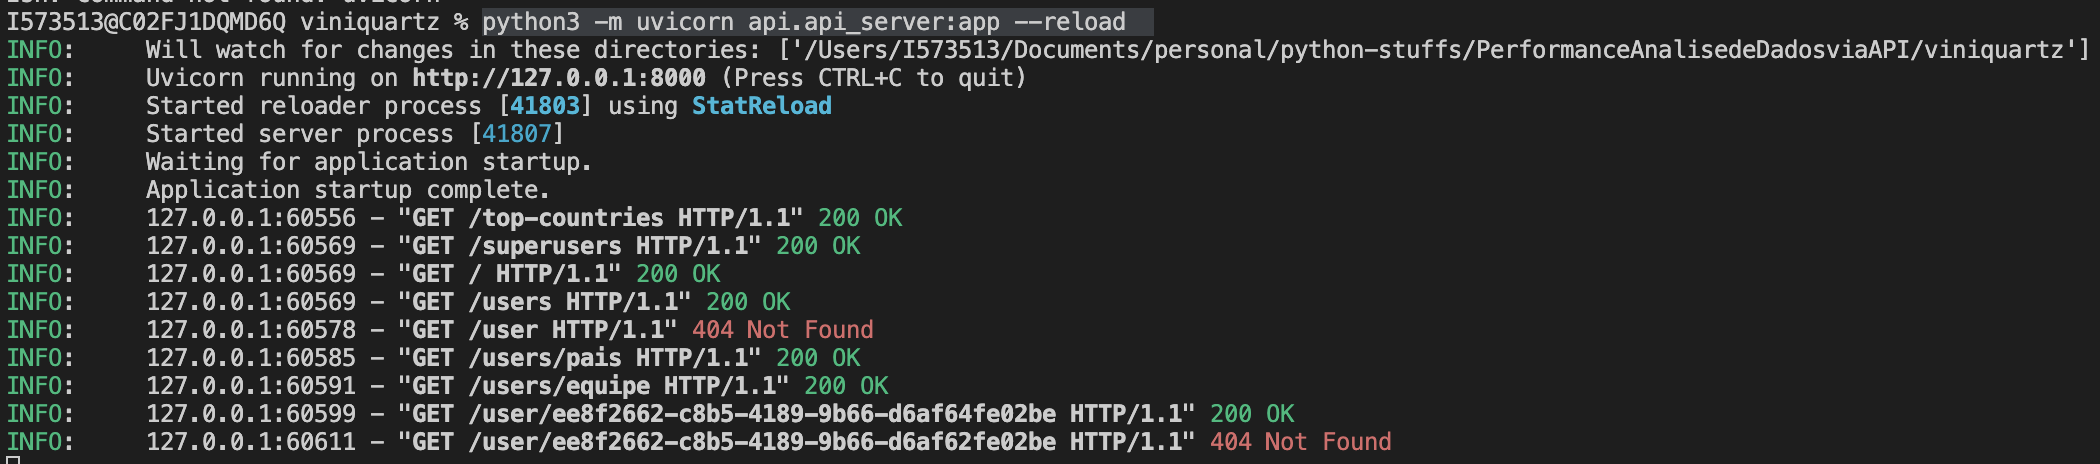 command not found: uvicorn
I573513@C02FJ1DQMD6Q viniquartz % python3 -m uvicorn api.api_server:app --reload
INFO:     Will watch for changes in these directories: ['/Users/I573513/Documents/personal/python-stuffs/PerformanceAnalisedeDadosviaAPI/viniquartz']
INFO:     Uvicorn running on http://127.0.0.1:8000 (Press CTRL+C to quit)
INFO:     Started reloader process [41803] using StatReload
INFO:     Started server process [41807]
INFO:     Waiting for application startup.
INFO:     Application startup complete.
INFO:     127.0.0.1:60556 - "GET /top-countries HTTP/1.1" 200 OK
INFO:     127.0.0.1:60569 - "GET /superusers HTTP/1.1" 200 OK
INFO:     127.0.0.1:60569 - "GET / HTTP/1.1" 200 OK
INFO:     127.0.0.1:60569 - "GET /users HTTP/1.1" 200 OK
INFO:     127.0.0.1:60578 - "GET /user HTTP/1.1" 404 Not Found
INFO:     127.0.0.1:60585 - "GET /users/pais HTTP/1.1" 200 OK
INFO:     127.0.0.1:60591 - "GET /users/equipe HTTP/1.1" 200 OK
INFO:     127.0.0.1:60599 - "GET /user/ee8f2662-c8b5-4189-9b66-d6af64fe02be HTTP/1.1" 200 OK
INFO:     127.0.0.1:60611 - "GET /user/ee8f2662-c8b5-4189-9b66-d6af62fe02be HTTP/1.1" 404 Not Found